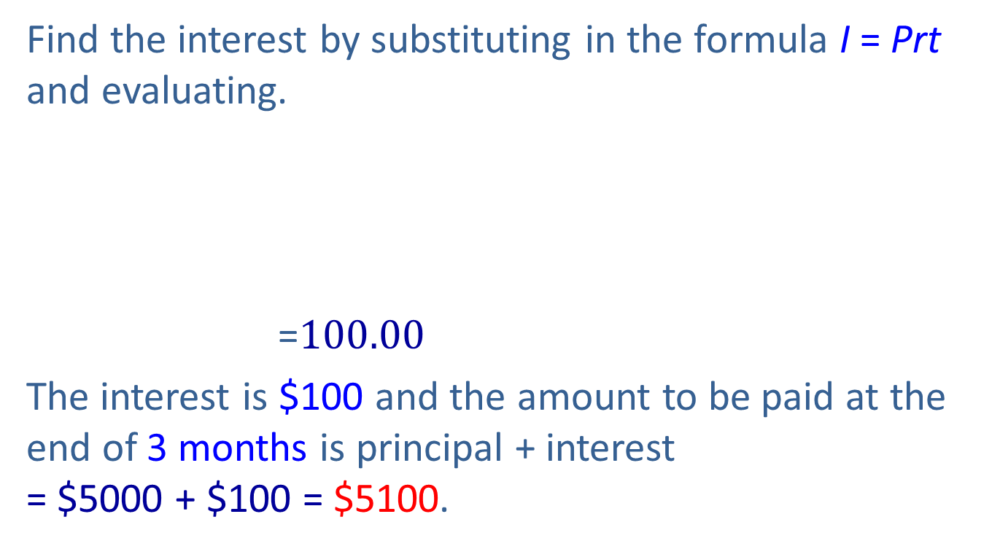 Find the interest by substituting in the formula I = Prt
and evaluating.
=100.00
The interest is $100 and the amount to be paid at the
end of 3 months is principal + interest
= $5000 + $100 = $5100.